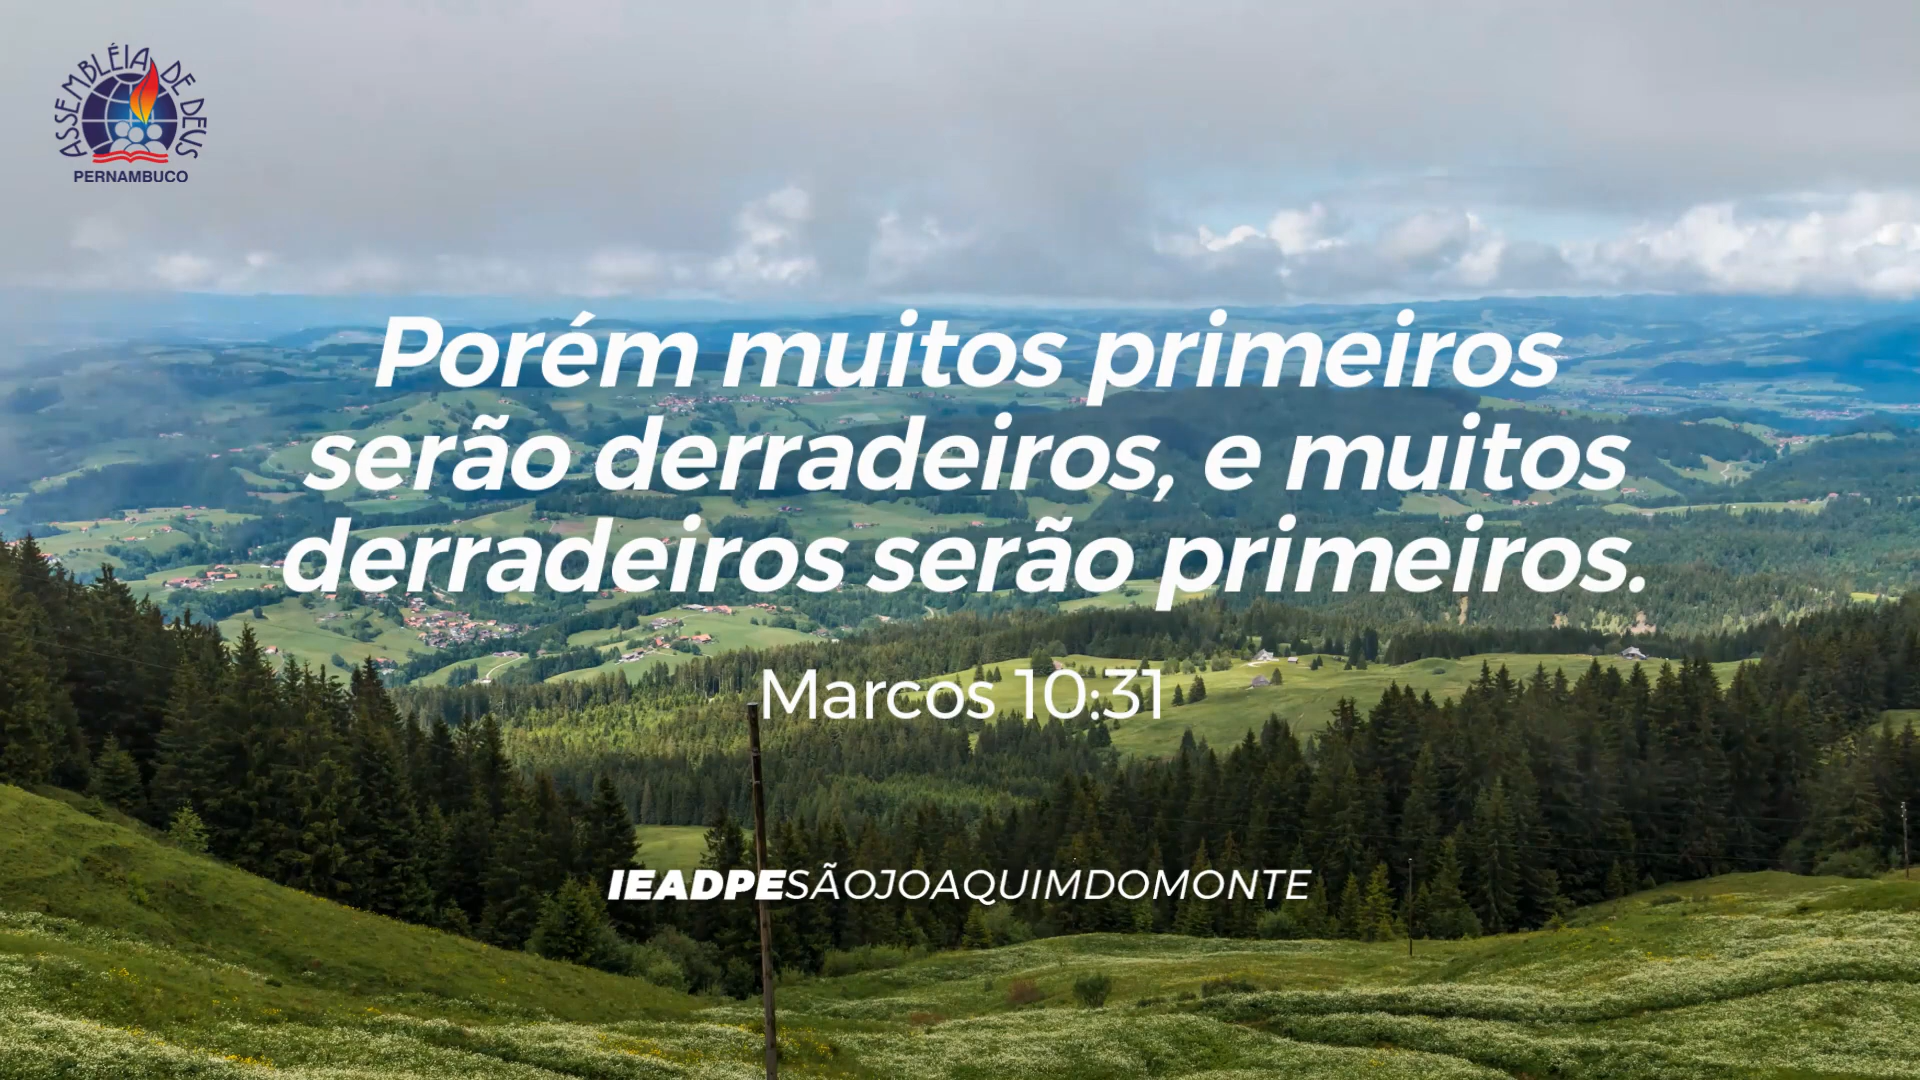 ASSEMBLÉIA DE DEUS
PERNAMBUCO
Porém muitos primeiros
serão derradeiros, e muitos
derradeiros serão primeiros.
Marcos 10:31
IEADPESÃOJOAQUIMDOMONTE